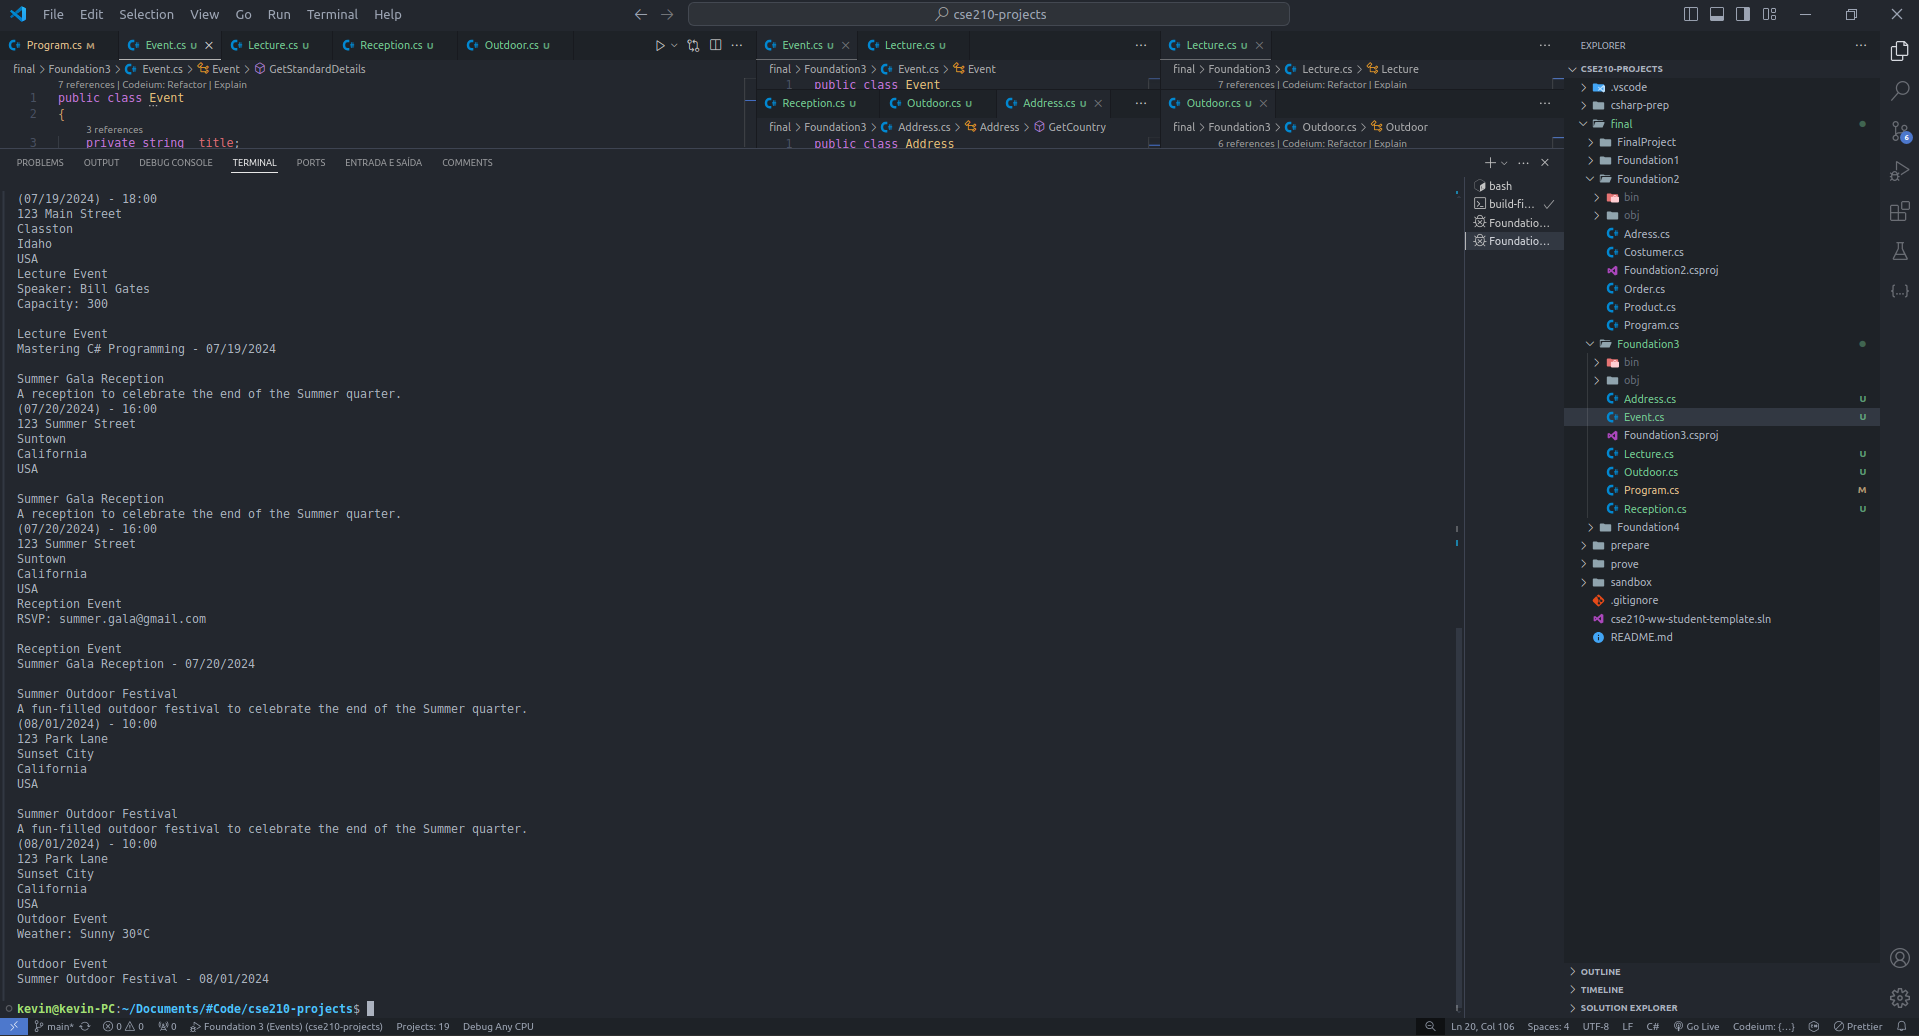 File Edit Selection View Go Run Terminal Help
cse210-projects
Program.cs M
Event.cs U
Lecture.cs U
Reception.cs U
Outdoor.cs U
final > Foundation3 > Event.cs > Event > GetStandardDetails
7 references | Codeium: Refactor | Explain
1 public class Event
2 {
3 references
3 private string _title;
Event.cs U
Lecture.cs U
final > Foundation3 > Event.cs > Event
1 public class Event
Reception.cs U
Outdoor.cs U
Address.cs U
final > Foundation3 > Address.cs > Address > GetCountry
1 public class Address
Lecture.cs U
final > Foundation3 > Lecture.cs > Lecture
7 references | Codeium: Refactor | Explain
Outdoor.cs U
final > Foundation3 > Outdoor.cs > Outdoor
6 references | Codeium: Refactor | Explain
PROBLEMS OUTPUT DEBUG CONSOLE TERMINAL PORTS ENTRADA E SAÍDA COMMENTS
(07/19/2024) - 18:00
123 Main Street
Classton
Idaho
USA
Lecture Event
Speaker: Bill Gates
Capacity: 300
Lecture Event
Mastering C# Programming - 07/19/2024
Summer Gala Reception
A reception to celebrate the end of the Summer quarter.
(07/20/2024) - 16:00
123 Summer Street
Suntown
California
USA
Summer Gala Reception
A reception to celebrate the end of the Summer quarter.
(07/20/2024) - 16:00
123 Summer Street
Suntown
California
USA
Reception Event
RSVP: summer.gala@gmail.com
Reception Event
Summer Gala Reception - 07/20/2024
Summer Outdoor Festival
A fun-filled outdoor festival to celebrate the end of the Summer quarter.
(08/01/2024) - 10:00
123 Park Lane
Sunset City
California
USA
Summer Outdoor Festival
A fun-filled outdoor festival to celebrate the end of the Summer quarter.
(08/01/2024) - 10:00
123 Park Lane
Sunset City
California
USA
Outdoor Event
Weather: Sunny 30ºC
Outdoor Event
Summer Outdoor Festival - 08/01/2024
kevin@kevin-PC:~/Documents/#Code/cse210-projects$
bash
build-fi...
Foundatio...
Foundatio...
EXPLORER
CSE210-PROJECTS
.vscode
csharp-prep
final
FinalProject
Foundation1
Foundation2
bin
obj
Adress.cs
Costumer.cs
Foundation2.csproj
Order.cs
Product.cs
Program.cs
Foundation3
bin
obj
Address.cs U
Event.cs U
Foundation3.csproj
Lecture.cs U
Outdoor.cs U
Program.cs M
Reception.cs U
Foundation4
prepare
prove
sandbox
.gitignore
cse210-ww-student-template.sln
README.md
OUTLINE
TIMELINE
SOLUTION EXPLORER
6
main* 0 0 0 Foundation 3 (Events) (cse210-projects) Projects: 19 Debug Any CPU
Ln 20, Col 106 Spaces: 4 UTF-8 LF C# Go Live Codeium: {...} Prettier